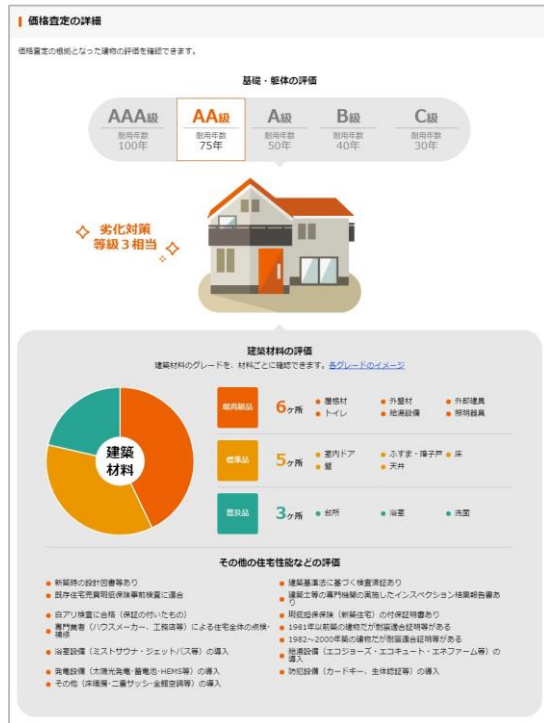 価格査定の詳細
価格査定の根拠となった建物の評価を確認できます。
基礎・躯体の評価
AAA級 AA級 A級 B級 C級
耐用年数 耐用年数 耐用年数 耐用年数 耐用年数
100年 75年 50年 40年 30年
劣化対策
等級3相当
建築材料の評価
建築材料のグレードを、材料ごとに確認できます。各グレードのイメージ
建築
材料
最高級品 6ヶ所 ● 屋根材 ● 外壁材 ● 外部建具
● トイレ ● 給湯設備 ● 照明器具
標準品 5ヶ所 ● 室内ドア ● ふすま・障子戸 ● 床
● 壁 ● 天井
普及品 3ヶ所 ● 台所 ● 浴室 ● 洗面
その他の住宅性能などの評価
● 新築時の設計図書等あり
● 既存住宅売買瑕疵保険事前検査に適合
● 白アリ検査に合格（保証の付いたもの）
● 専門業者（ハウスメーカー、工務店等）による住宅全体の点検・
補修
● 浴室設備（ミストサウナ・ジェットバス等）の導入
● 発電設備（太陽光発電・蓄電池・HEMS等）の導入
● その他（床暖房・二重サッシ・全館空調等）の導入
● 建築基準法に基づく検査済証あり
● 建築士等の専門機関の実施したインスペクション結果報告書あ
り
● 瑕疵担保保険（新築住宅）の付保証明書あり
● 1981年以前築の建物だが耐震適合証明等がある
● 1982～2000年築の建物だが耐震適合証明等がある
● 給湯設備（エコジョーズ・エコキュート・エネファーム等）の
導入
● 防犯設備（カードキー、生体認証等）の導入